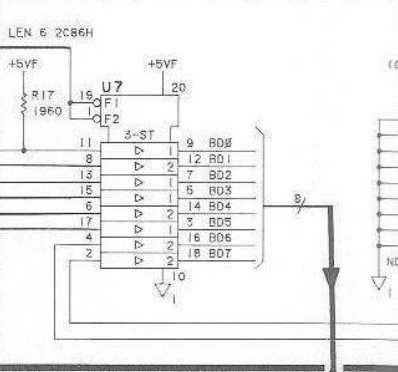 LEN 6 2C86H
+5VF
+5VF
U7
20
R17
1960
19
F1
1
F2
3-ST
11 1 9 BD0
8 2 12 BD1
13 1 7 BD2
15 1 5 BD3
6 2 14 BD4
17 1 3 BD5
4 2 16 BD6
2 2 18 BD7
8
10
1
1